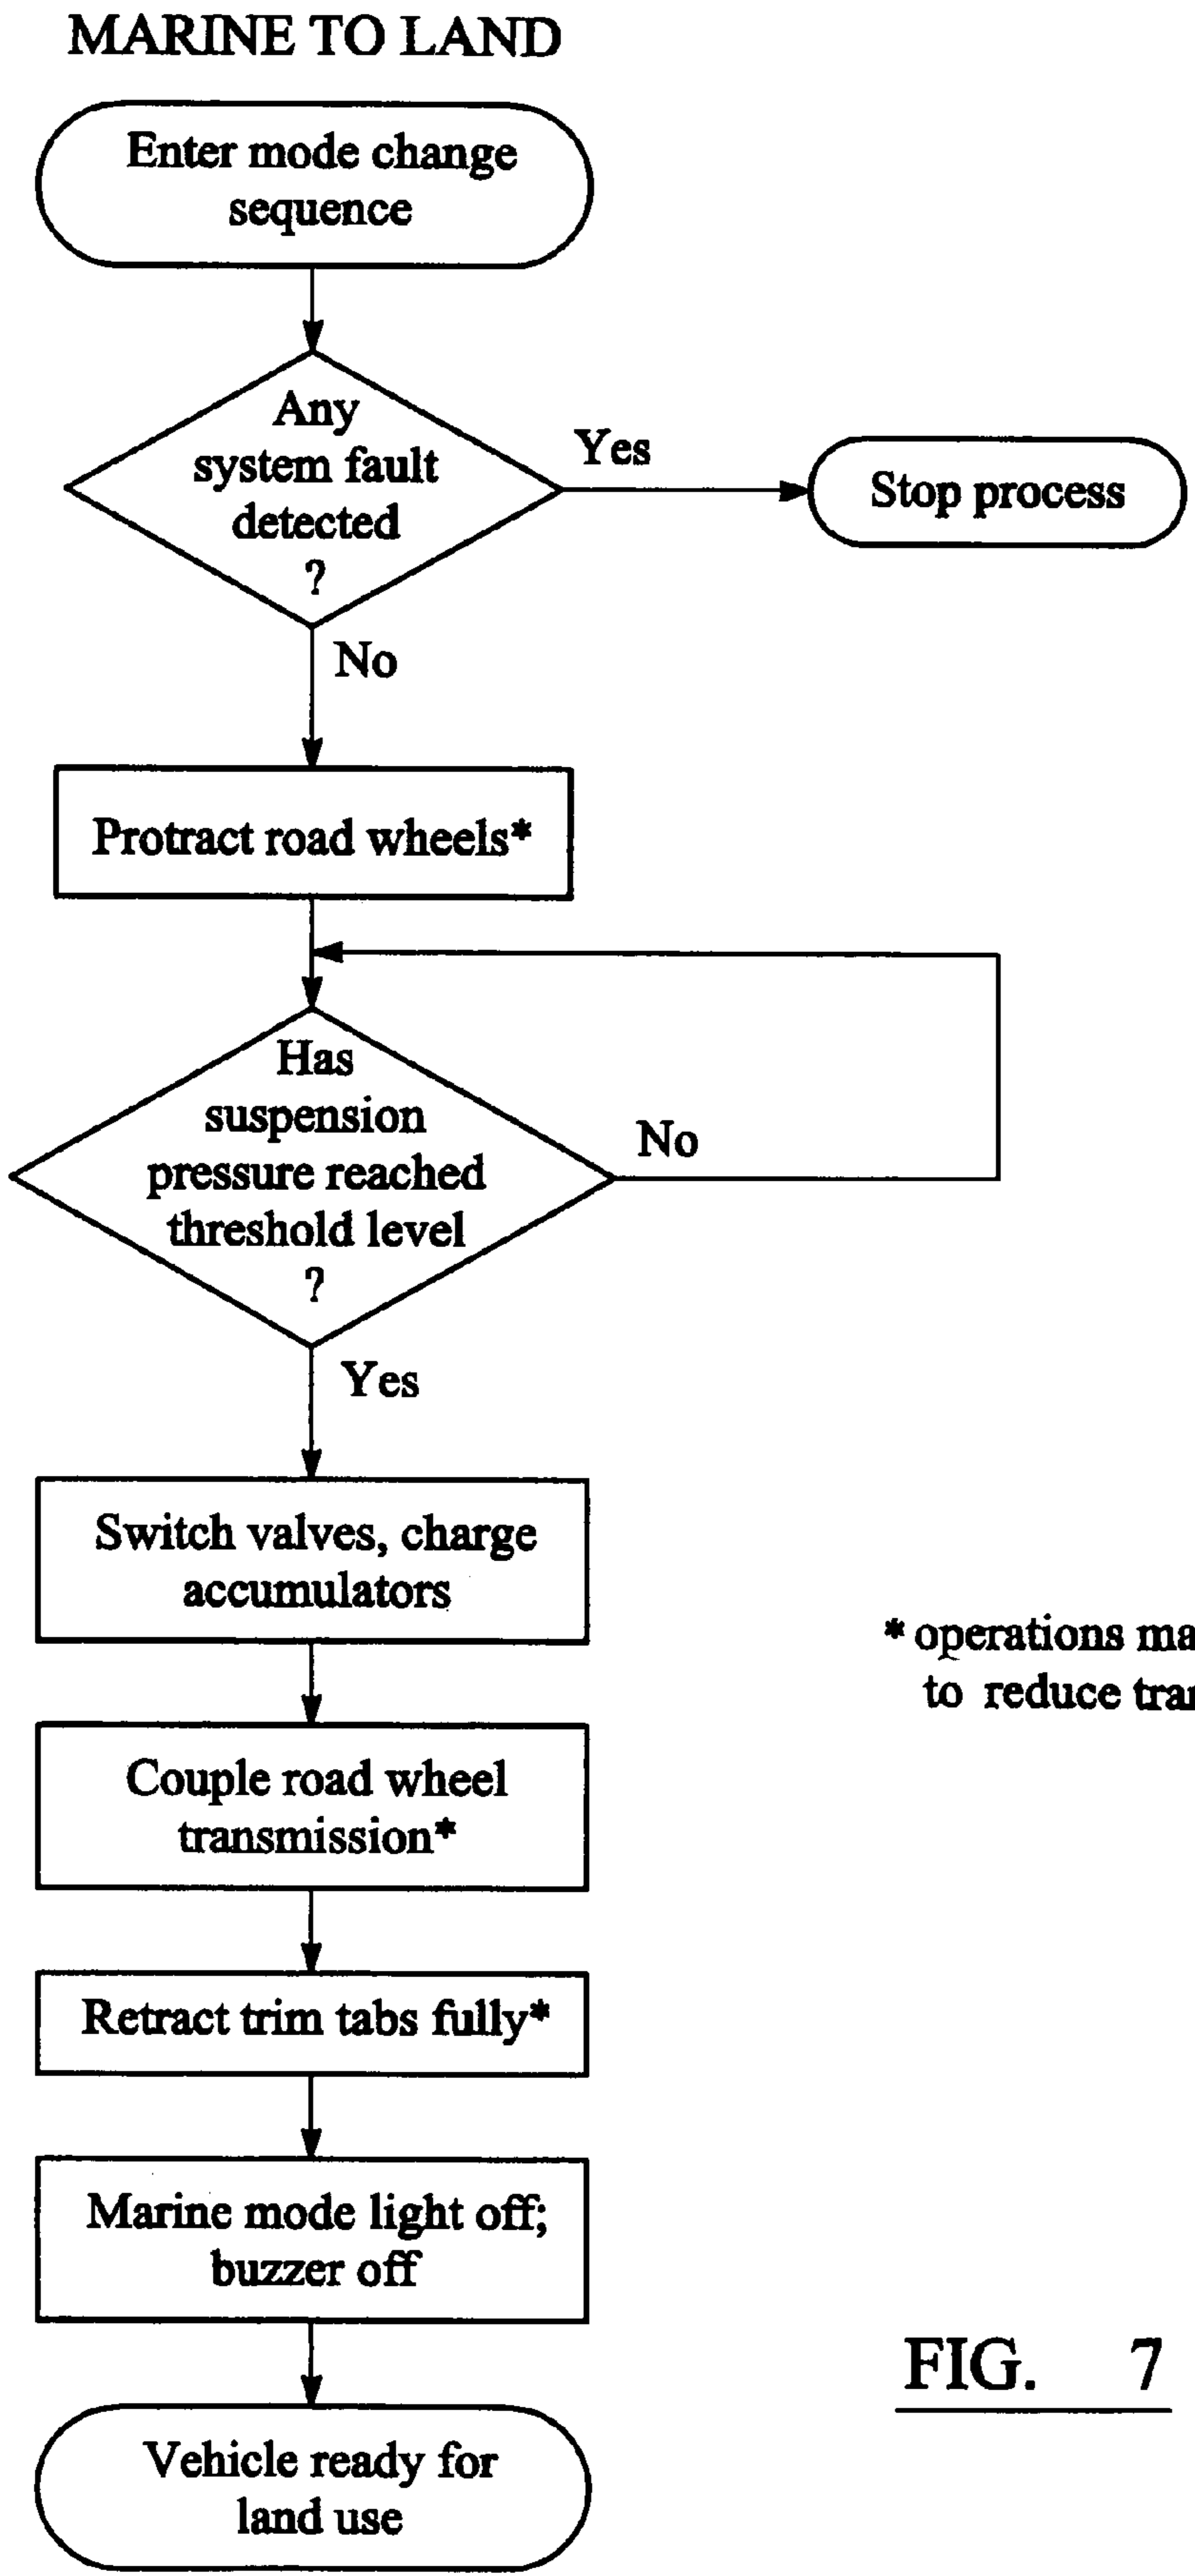 MARINE TO LAND
Enter mode change
sequence
Any
system fault
detected
?
Yes
Stop process
No
Protract road wheels*
Has
suspension
pressure reached
threshold level
?
No
Yes
Switch valves, charge
accumulators
* operations
to reduce
Couple road wheel
transmission*
Retract trim tabs fully*
Marine mode light off;
buzzer off
FIG. 7
Vehicle ready for
land use